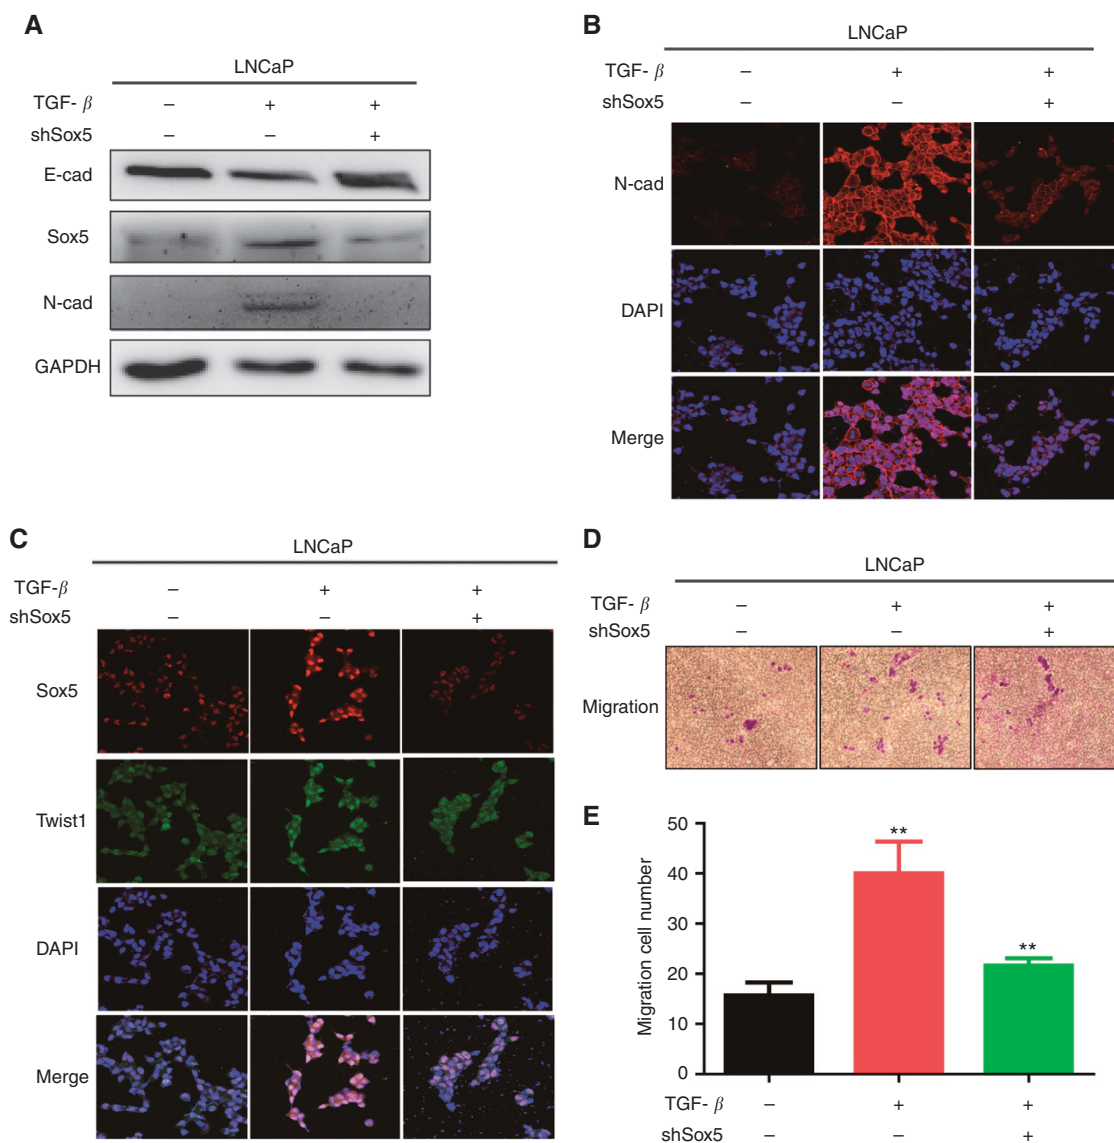 A
LNCaP
TGF- β – + +
shSox5 – – +
E-cad
Sox5
N-cad
GAPDH
B
LNCaP
TGF- β – + +
shSox5 – – +
N-cad
DAPI
Merge
C
LNCaP
TGF-β – + +
shSox5 – – +
Sox5
Twist1
DAPI
Merge
D
LNCaP
TGF- β – + +
shSox5 – – +
Migration
E
Migration cell number
50
40
30
20
10
0
**
**
TGF- β – + +
shSox5 – – +